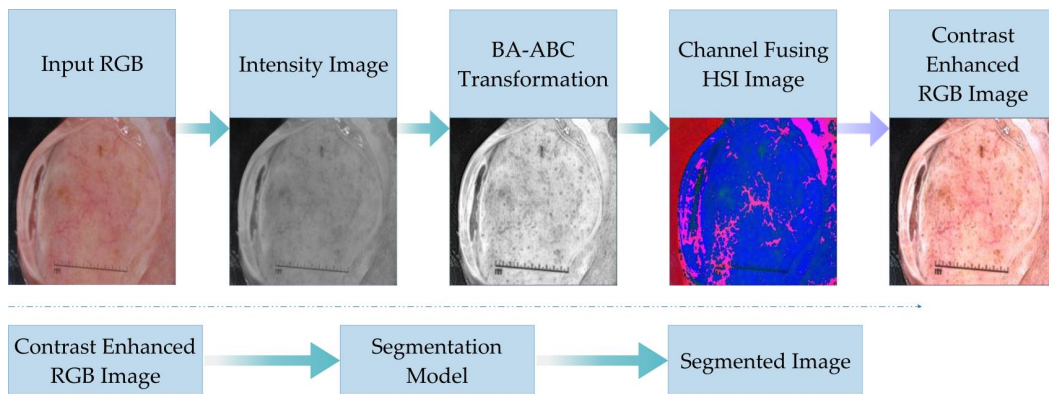 Input RGB
Intensity Image
BA-ABC
Transformation
Channel Fusing
HSI Image
Contrast
Enhanced
RGB Image
Contrast Enhanced
RGB Image
Segmentation
Model
Segmented Image